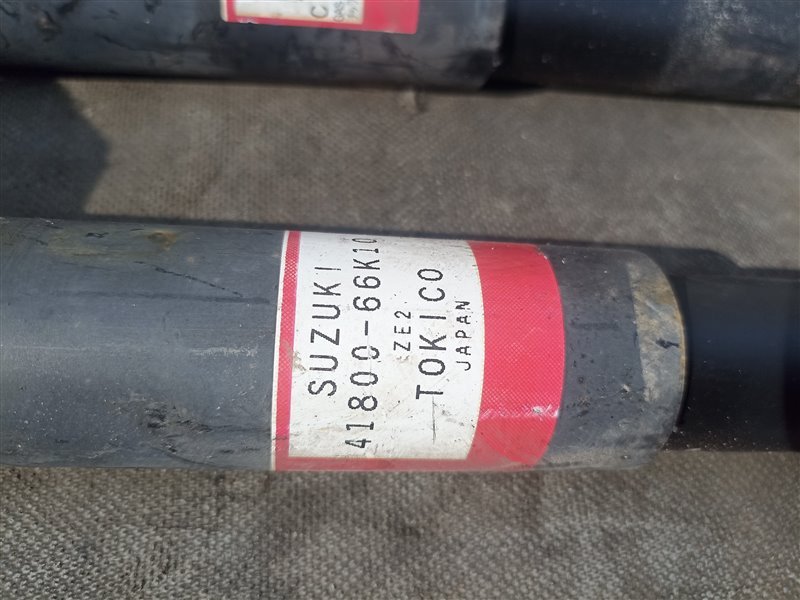 SUZUKI
41800-66K10
ZE2
TOKICO
JAPAN